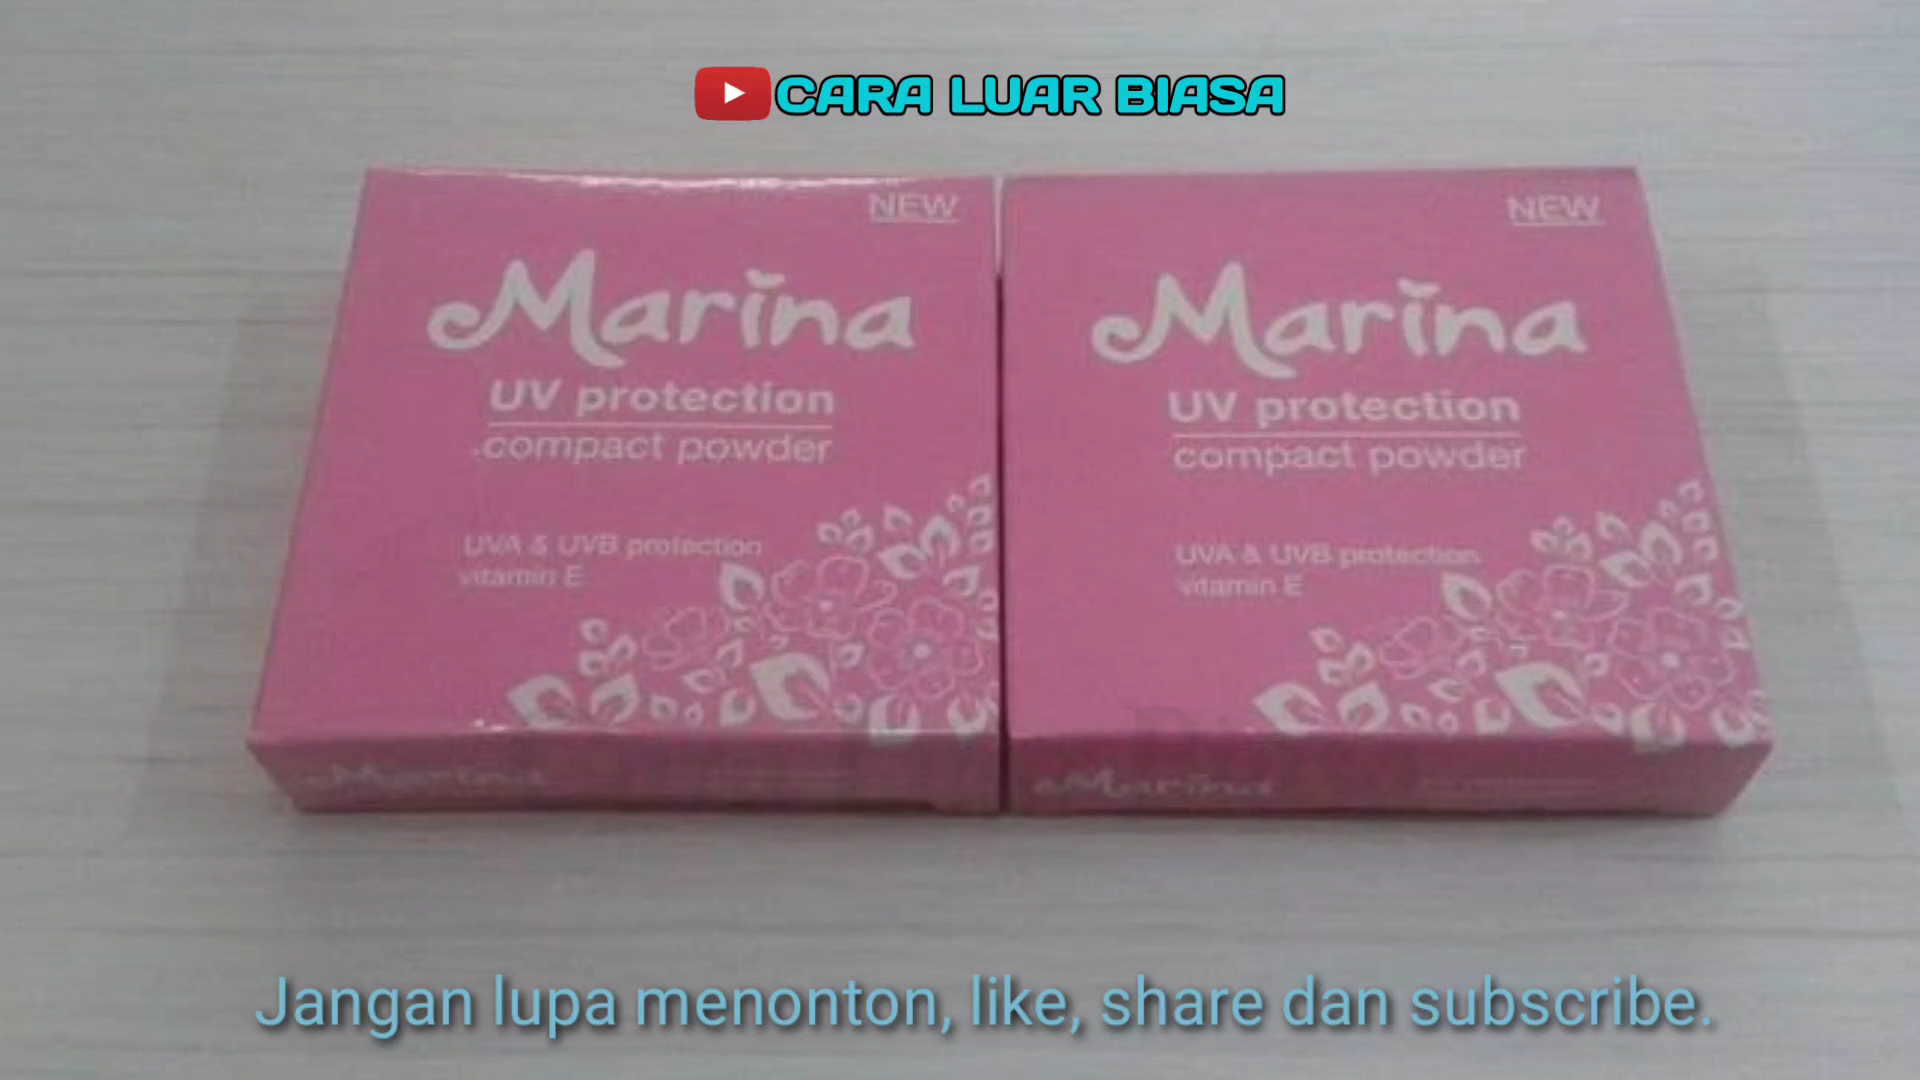 CARA LUAR BIASA
NEW
Marina
UV protection
compact powder
UVA & UVB protection
vitamin E
Marina
NEW
Marina
UV protection
compact powder
UVA & UVB protection
vitamin E
Marina
Jangan lupa menonton, like, share dan subscribe.